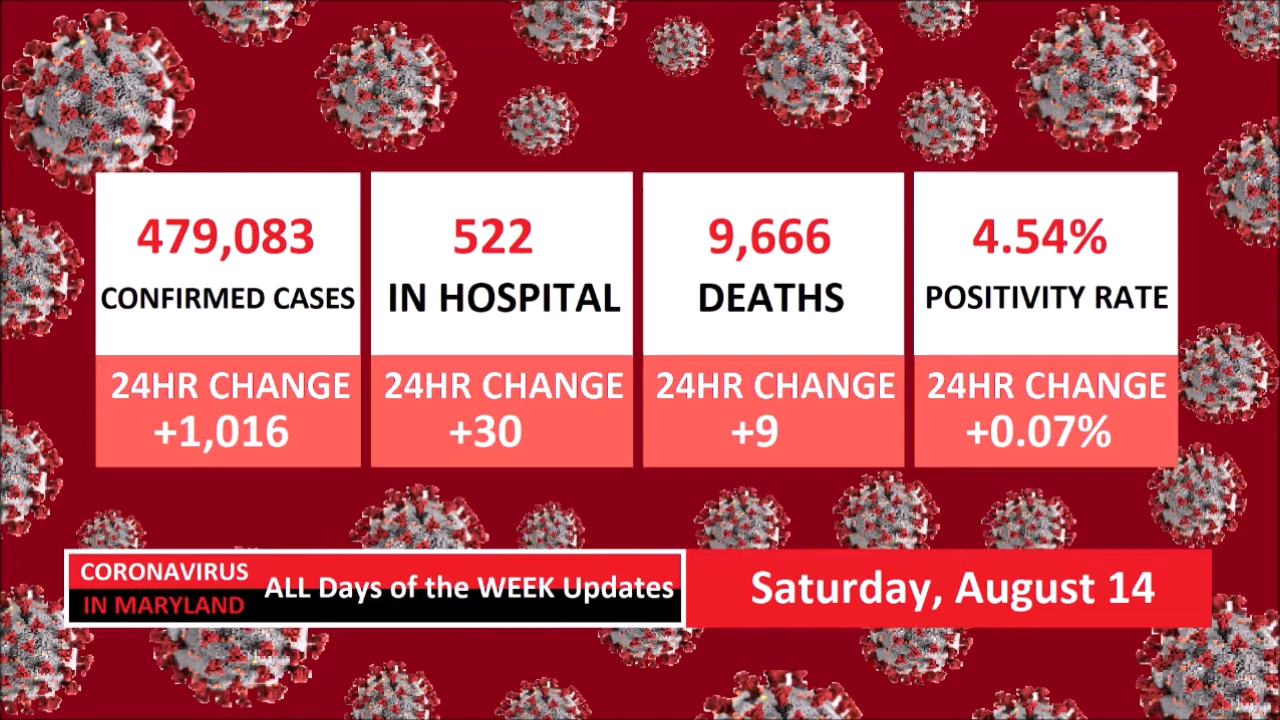 479,083
CONFIRMED CASES
24HR CHANGE
+1,016
522
IN HOSPITAL
24HR CHANGE
+30
9,666
DEATHS
24HR CHANGE
+9
4.54%
POSITIVITY RATE
24HR CHANGE
+0.07%
CORONAVIRUS
IN MARYLAND
ALL Days of the WEEK Updates
Saturday, August 14